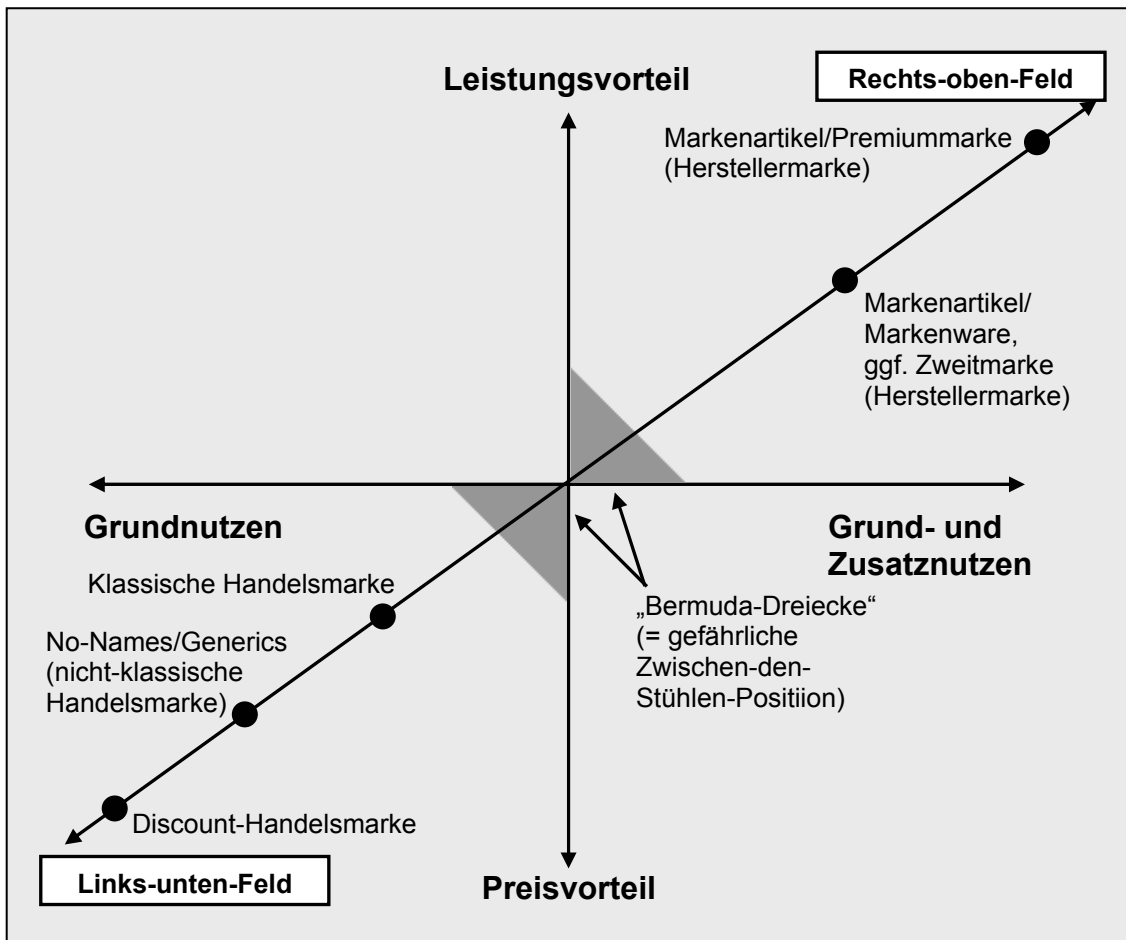 Leistungsvorteil
Rechts-oben-Feld
Markenartikel/Premiummarke
(Herstellermarke)
Markenartikel/
Markenware,
ggf. Zweitmarke
(Herstellermarke)
Grundnutzen
Grund- und
Zusatznutzen
Klassische Handelsmarke
No-Names/Generics
(nicht-klassische
Handelsmarke)
„Bermuda-Dreiecke“
(= gefährliche
Zwischen-den-
Stühlen-Positiion)
Discount-Handelsmarke
Links-unten-Feld
Preisvorteil